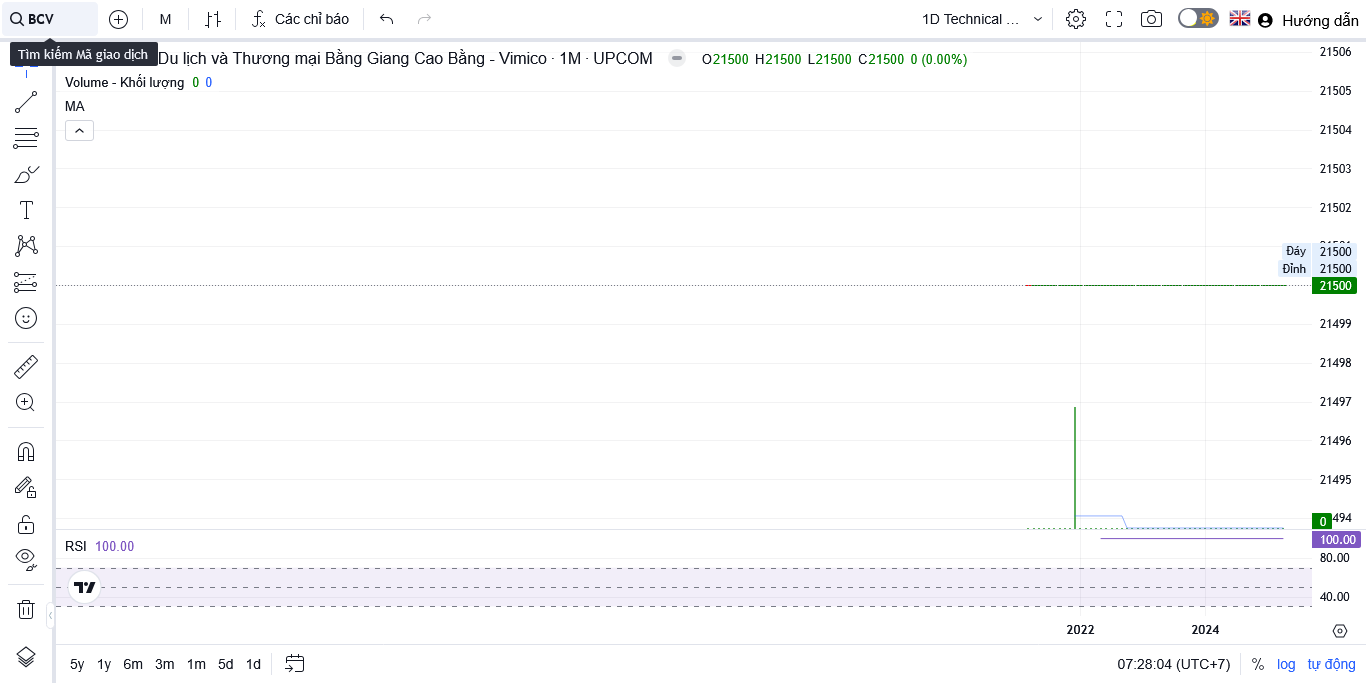 BCV
M
Các chỉ báo
1D Technical ...
Hướng dẫn
Tìm kiếm Mã giao dịch
Du lịch và Thương mại Bằng Giang Cao Bằng - Vimico · 1M · UPCOM
O21500 H21500 L21500 C21500 0 (0.00%)
Volume - Khối lượng 0 0
MA
21506
21505
21504
21503
21502
Đáy 21500
Đỉnh 21500
21500
21499
21498
21497
21496
21495
0
494
RSI 100.00
100.00
80.00
40.00
2022
2024
5y 1y 6m 3m 1m 5d 1d
07:28:04 (UTC+7)
% log tự động